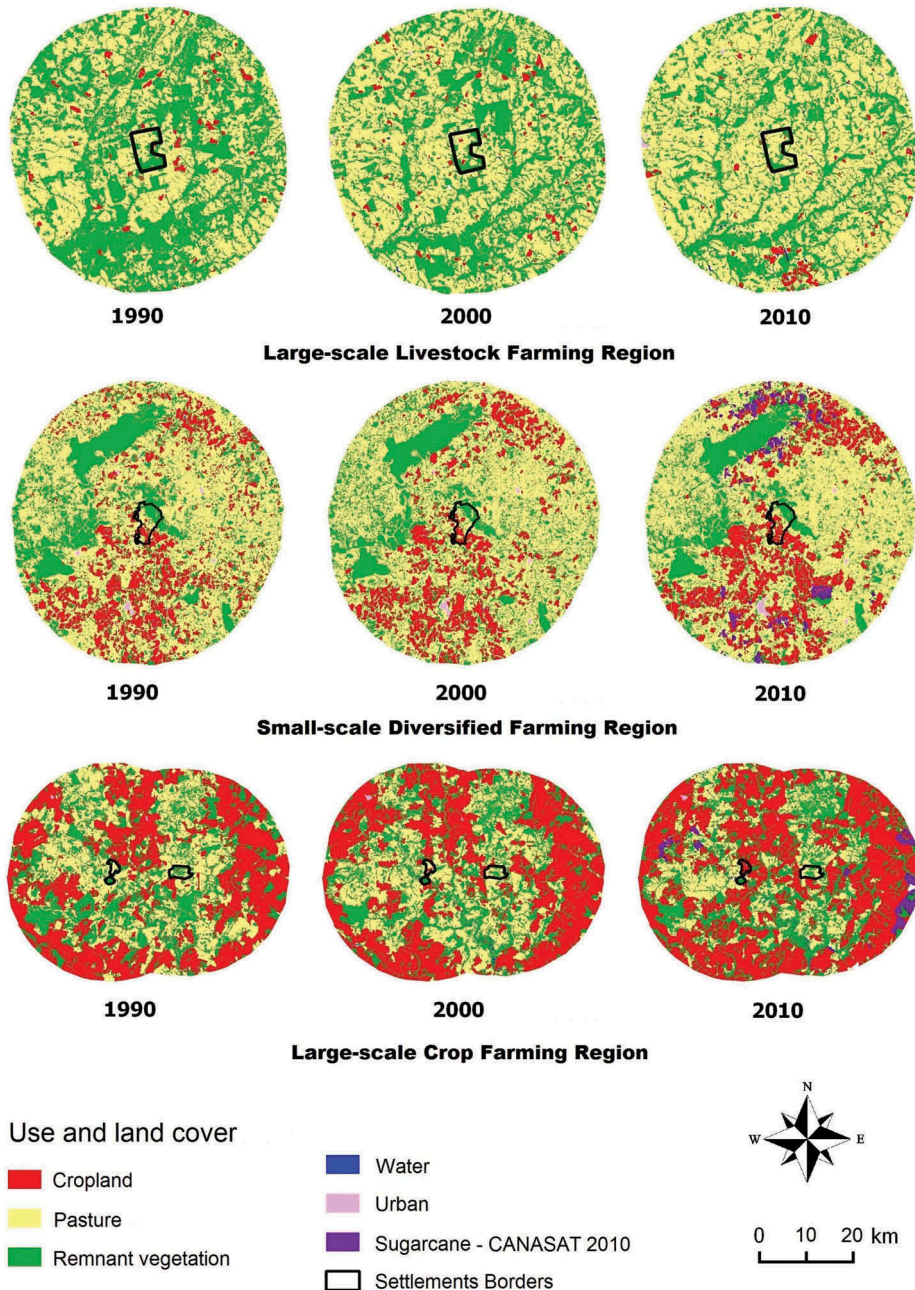 1990 2000 2010
Large-scale Livestock Farming Region
1990 2000 2010
Small-scale Diversified Farming Region
1990 2000 2010
Large-scale Crop Farming Region
Use and land cover
Cropland
Pasture
Remnant vegetation
Water
Urban
Sugarcane - CANASAT 2010
Settlements Borders
N
W E
S
0 10 20 km